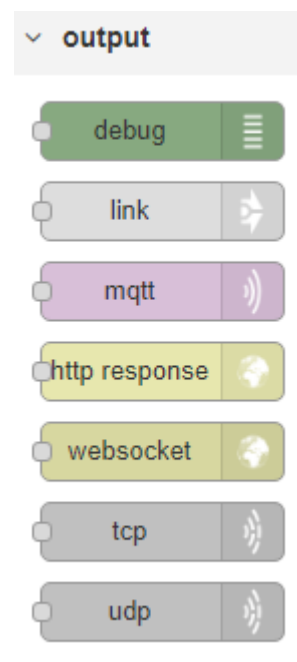 output
debug
link
mqtt
http response
websocket
tcp
udp